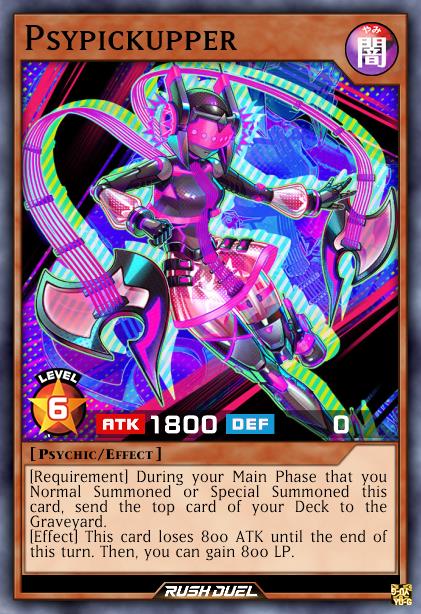 PSYPICKUPPER
やみ
闇
LEVEL
6
ATK 1800 DEF 0
[PSYCHIC/EFFECT]
[Requirement] During your Main Phase that you
Normal Summoned or Special Summoned this
card, send the top card of your Deck to the
Graveyard.
[Effect] This card loses 800 ATK until the end of
this turn. Then, you can gain 800 LP.
RUSH DUEL